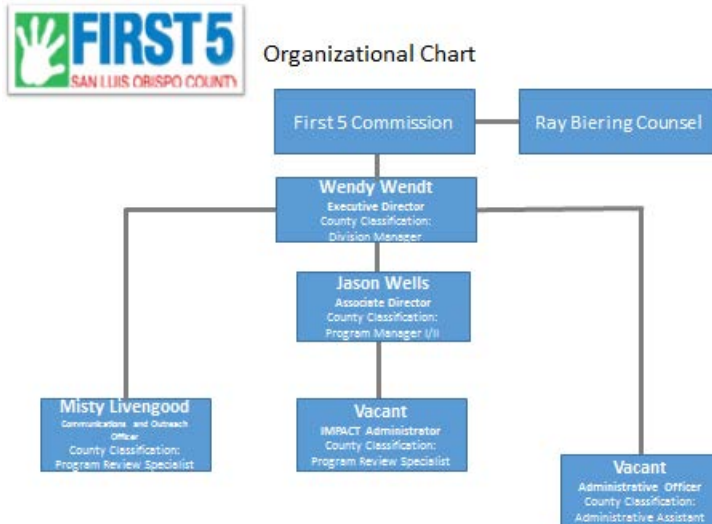 FIRST 5
SAN LUIS OBISPO COUNTY
Organizational Chart
First 5 Commission
Ray Biering Counsel
Wendy Wendt
Executive Director
County Classification:
Division Manager
Jason Wells
Associate Director
County Classification:
Program Manager I/II
Misty Livengood
Communications and Outreach
Officer
County Classification:
Program Review Specialist
Vacant
IMPACT Administrator
County Classification:
Program Review Specialist
Vacant
Administrative Officer
County Classification:
Administrative Assistant